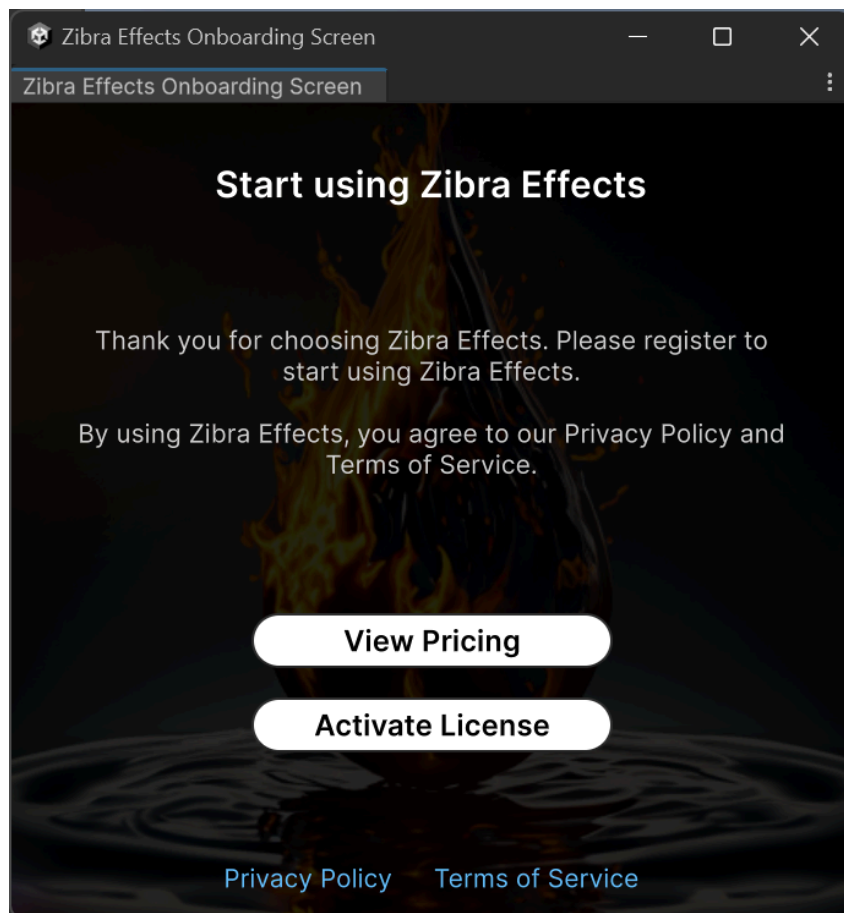 Zibra Effects Onboarding Screen
Zibra Effects Onboarding Screen
Start using Zibra Effects
Thank you for choosing Zibra Effects. Please register to
start using Zibra Effects.
By using Zibra Effects, you agree to our Privacy Policy and
Terms of Service.
View Pricing
Activate License
Privacy Policy Terms of Service